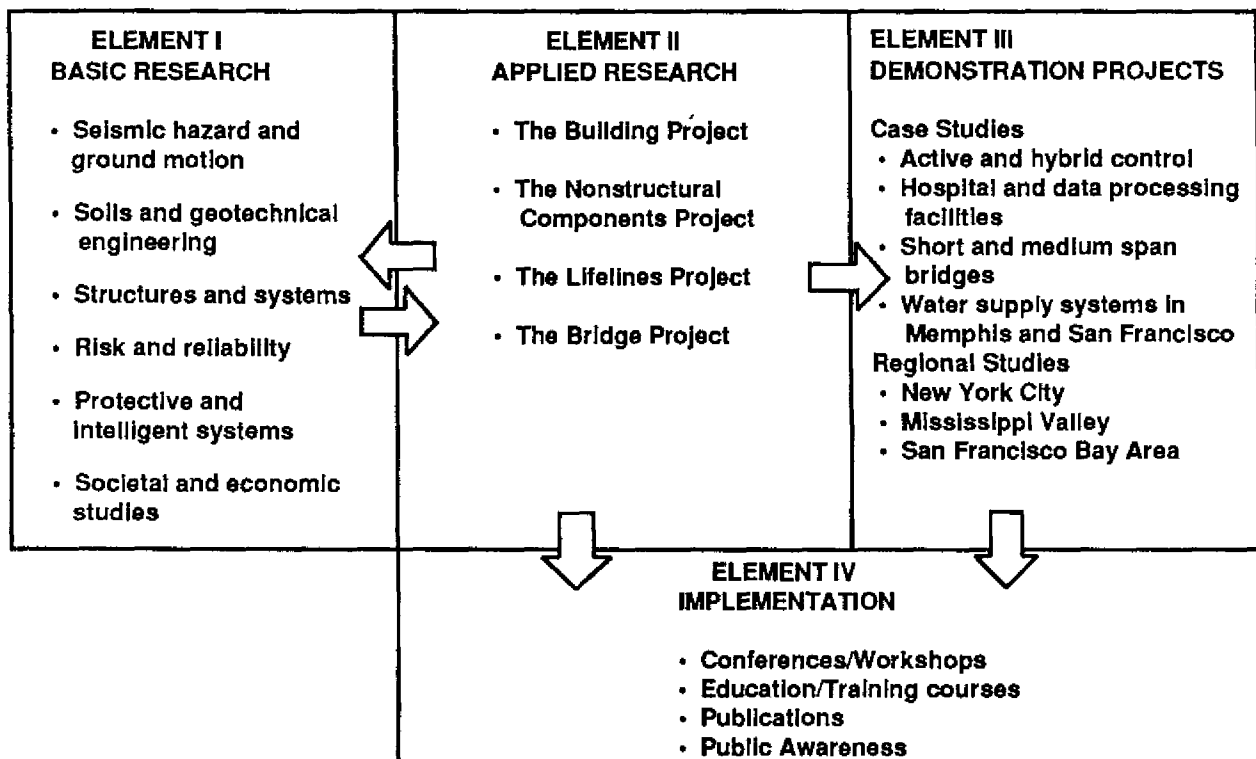 ELEMENT I
BASIC RESEARCH
• Seismic hazard and
ground motion
• Soils and geotechnical
engineering
• Structures and systems
• Risk and reliability
• Protective and
intelligent systems
• Societal and economic
studies
ELEMENT II
APPLIED RESEARCH
• The Building Project
• The Nonstructural
Components Project
• The Lifelines Project
• The Bridge Project
ELEMENT III
DEMONSTRATION PROJECTS
Case Studies
• Active and hybrid control
• Hospital and data processing
facilities
• Short and medium span
bridges
• Water supply systems in
Memphis and San Francisco
Regional Studies
• New York City
• Mississippi Valley
• San Francisco Bay Area
ELEMENT IV
IMPLEMENTATION
• Conferences/Workshops
• Education/Training courses
• Publications
• Public Awareness